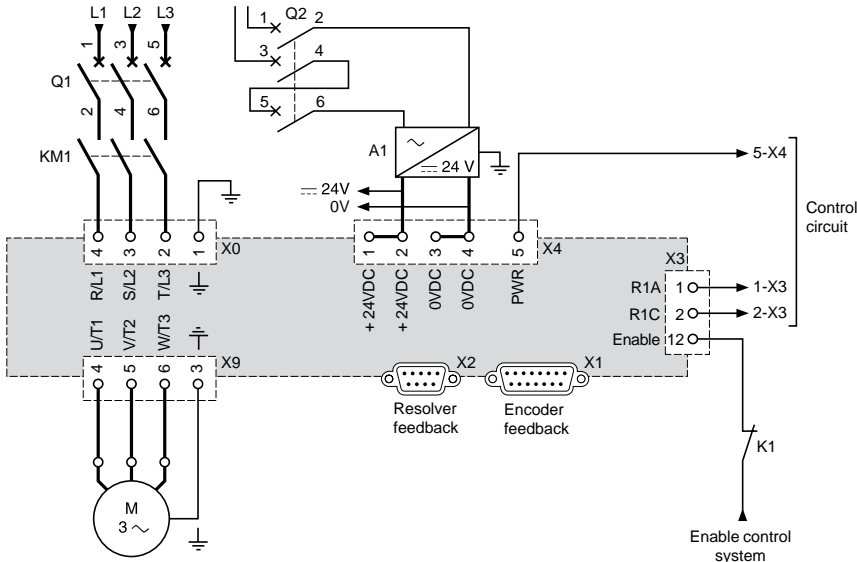 L1 L2 L3
1 3 5
Q1
2 4 6
KM1
1 Q2 2
3 4
5 6
A1
24 V
24V
0V
5-X4
Control
circuit
4 3 2 1 X0
R/L1 S/L2 T/L3
1 2 3 4 5 X4
+24VDC +24VDC 0VDC 0VDC PWR
X3
R1A 1 1-X3
R1C 2 2-X3
Enable 12
U/T1 V/T2 W/T3
4 5 6 3 X9
X2 X1
Resolver
feedback
Encoder
feedback
K1
M
3 ~
Enable control
system